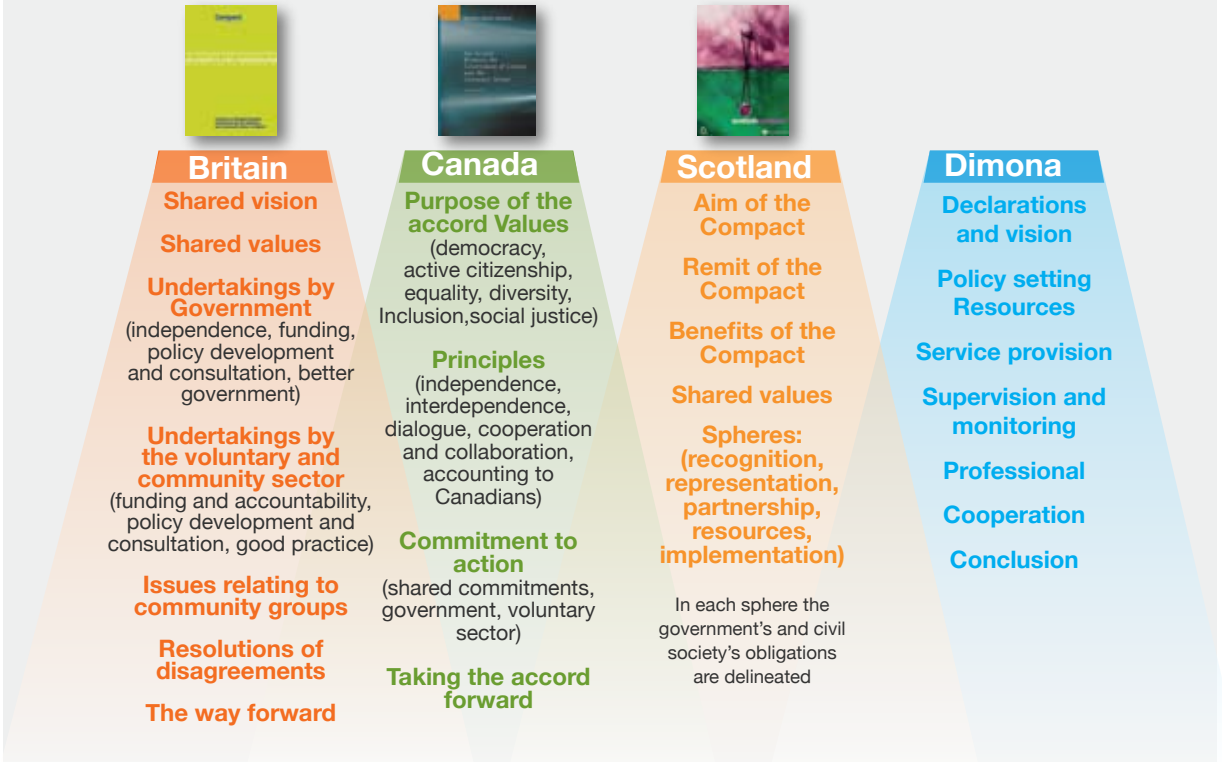 Compact
Britain
Shared vision
Shared values
Undertakings by
Government
(independence, funding,
policy development
and consultation, better
government)
Undertakings by
the voluntary and
community sector
(funding and accountability,
policy development and
consultation, good practice)
Issues relating to
community groups
Resolutions of
disagreements
The way forward
Canada
Purpose of the
accord Values
(democracy,
active citizenship,
equality, diversity,
Inclusion,social justice)
Principles
(independence,
interdependence,
dialogue, cooperation
and collaboration,
accounting to
Canadians)
Commitment to
action
(shared commitments,
government, voluntary
sector)
Taking the accord
forward
Scotland
Aim of the
Compact
Remit of the
Compact
Benefits of the
Compact
Shared values
Spheres:
(recognition,
representation,
partnership,
resources,
implementation)
In each sphere the
government’s and civil
society’s obligations
are delineated
Dimona
Declarations
and vision
Policy setting
Resources
Service provision
Supervision and
monitoring
Professional
Cooperation
Conclusion